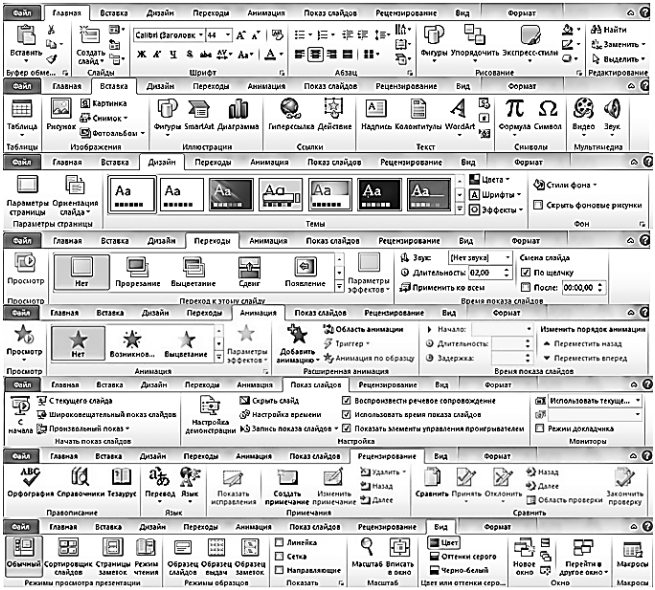 Файл Главная Вставка Дизайн Переходы Анимация Показ слайдов Рецензирование Вид Формат
Calibri (Заголовк 44
Найти
Заменить
Выделить
Вставить Создать слайд Фигуры Упорядочить Экспресс-стили
Ж К Ч S abc AV Aa A
Буфер обме... Слайды Шрифт Абзац Рисование Редактирование
Файл Главная Вставка Дизайн Переходы Анимация Показ слайдов Рецензирование Вид Формат
Картинка
Снимок
Фотоальбом
Таблица Рисунок Фигуры SmartArt Диаграмма Гиперссылка Действие Надпись Колонтитулы WordArt Формула Символ Видео Звук
Таблицы Изображения Иллюстрации Ссылки Текст Символы Мультимедиа
Файл Главная Вставка Дизайн Переходы Анимация Показ слайдов Рецензирование Вид Формат
Параметры страницы Ориентация слайда Aa Aa Aa Aa Aa Aa Aa
Цвета
Шрифты
Эффекты
Стили фона
Скрыть фоновые рисунки
Параметры страницы Темы Фон
Файл Главная Вставка Дизайн Переходы Анимация Показ слайдов Рецензирование Вид Формат
Просмотр Нет Прорезание Выцветание Сдвиг Появление Параметры эффектов
Звук: [Нет звука]
Длительность: 02,00
Применить ко всем
Смена слайда
По щелчку
После: 00:00,00
Просмотр Переход к этому слайду Время показа слайдов
Файл Главная Вставка Дизайн Переходы Анимация Показ слайдов Рецензирование Вид Формат
Просмотр Нет Возникнов... Выцветание Параметры эффектов Добавить анимацию
Область анимации
Триггер
Анимация по образцу
Начало:
Длительность:
Задержка:
Изменить порядок анимации
Переместить назад
Переместить вперед
Просмотр Анимация Расширенная анимация Время показа слайдов
Файл Главная Вставка Дизайн Переходы Анимация Показ слайдов Рецензирование Вид Формат
С начала
С текущего слайда
Широковещательный показ слайдов
Произвольный показ
Настройка демонстрации
Скрыть слайд
Настройка времени
Запись показа слайдов
Воспроизвести речевое сопровождение
Использовать время показа слайдов
Показать элементы управления проигрывателем
Использовать текуще...
Режим докладчика
Начать показ слайдов Настройка Мониторы
Файл Главная Вставка Дизайн Переходы Анимация Показ слайдов Рецензирование Вид Формат
ABC
Орфография Справочники Тезаурус Перевод Язык Показать исправления Создать примечание Изменить примечание
Удалить
Назад
Далее
Сравнить Принять Отклонить
Назад
Далее
Область проверки
Закончить проверку
Правописание Язык Примечания Сравнить
Файл Главная Вставка Дизайн Переходы Анимация Показ слайдов Рецензирование Вид Формат
Обычный Сортировщик слайдов Страницы заметок Режим чтения Образец слайдов Образец выдач Образец заметок
Линейка
Сетка
Направляющие
Масштаб Вписать в окно
Цвет
Оттенки серого
Черно-белый
Новое окно Перейти в другое окно Макросы
Режимы просмотра презентации Режимы образцов Показать Масштаб Цвет или оттенки серо... Окно Макросы